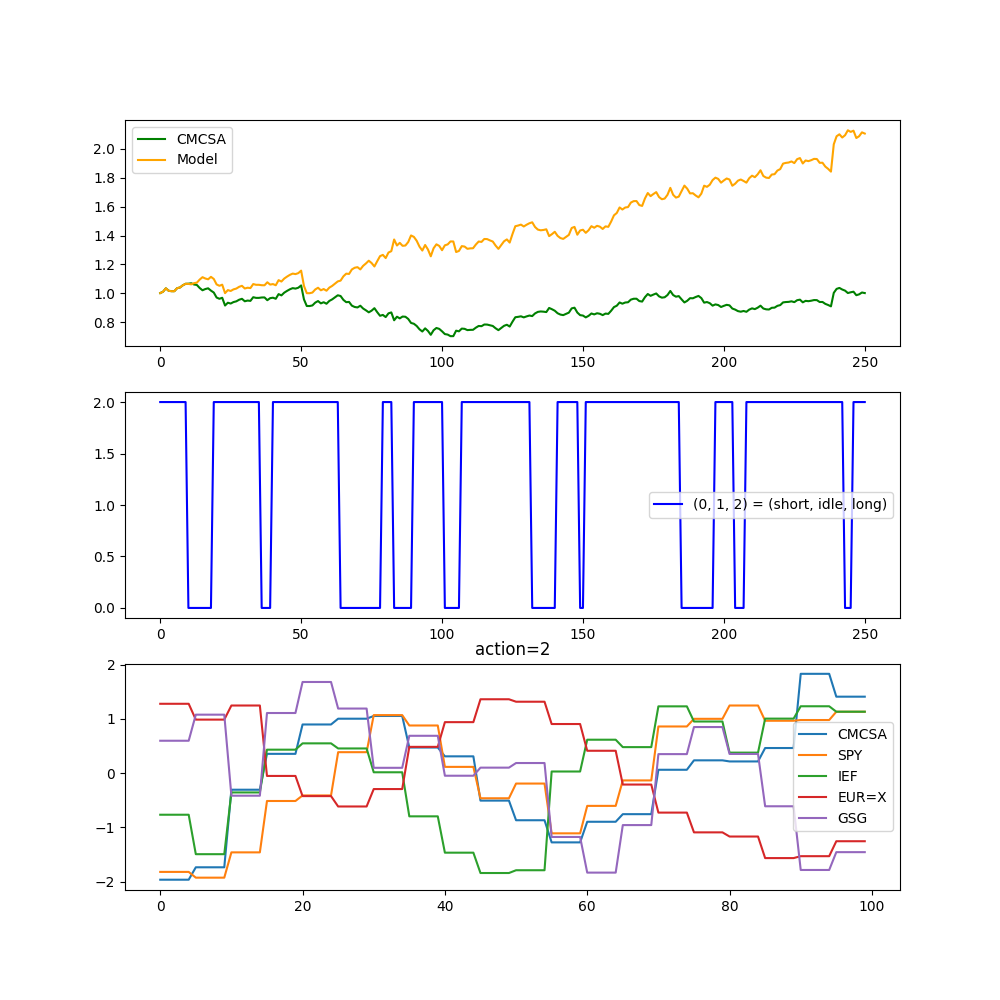 2.0
1.8
1.6
1.4
1.2
1.0
0.8
CMCSA
Model
0 50 100 150 200 250
2.0
1.5
1.0
0.5
0.0
(0, 1, 2) = (short, idle, long)
0 50 100 150 200 250
action=2
2
1
0
−1
−2
CMCSA
SPY
IEF
EUR=X
GSG
0 20 40 60 80 100